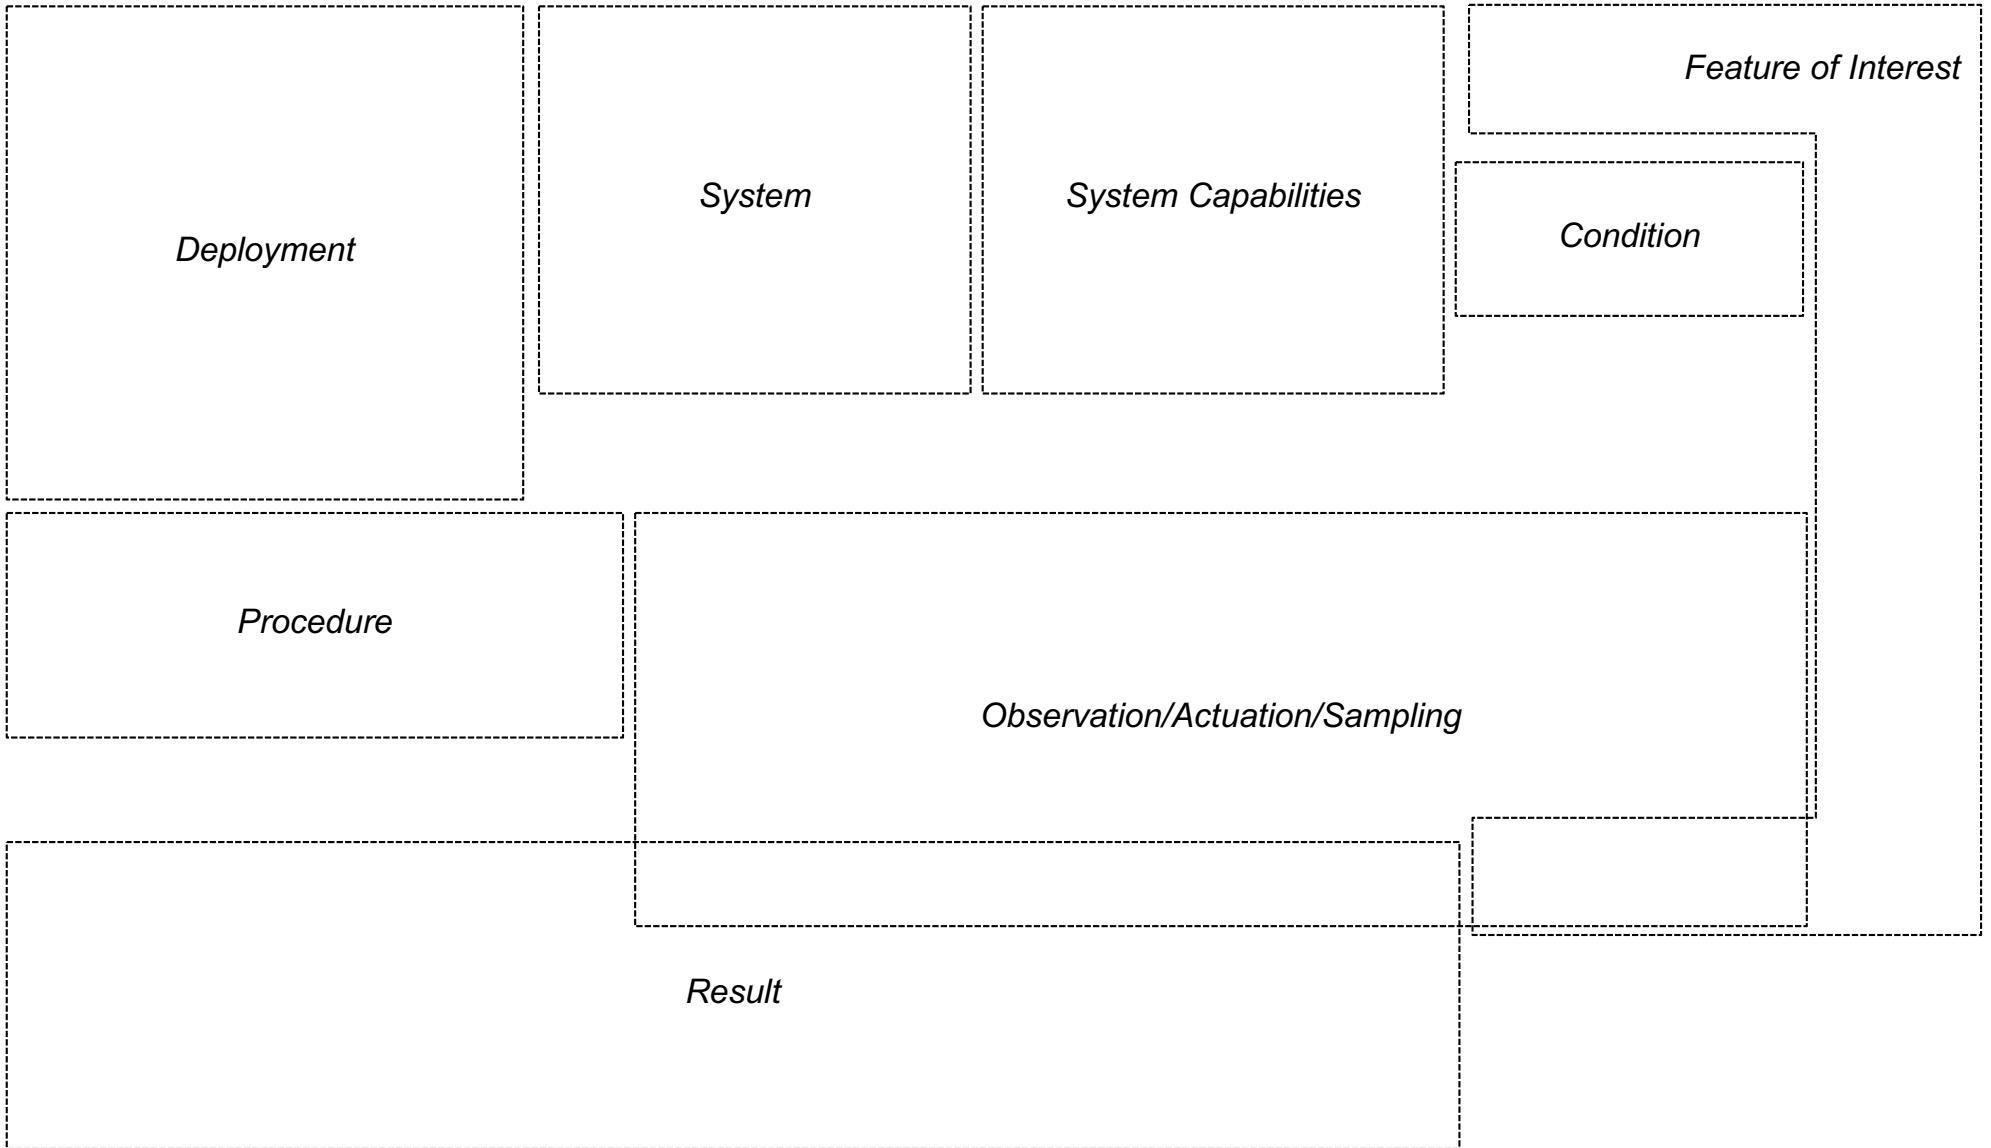 Feature of Interest
System
System Capabilities
Condition
Deployment
Procedure
Observation/Actuation/Sampling
Result